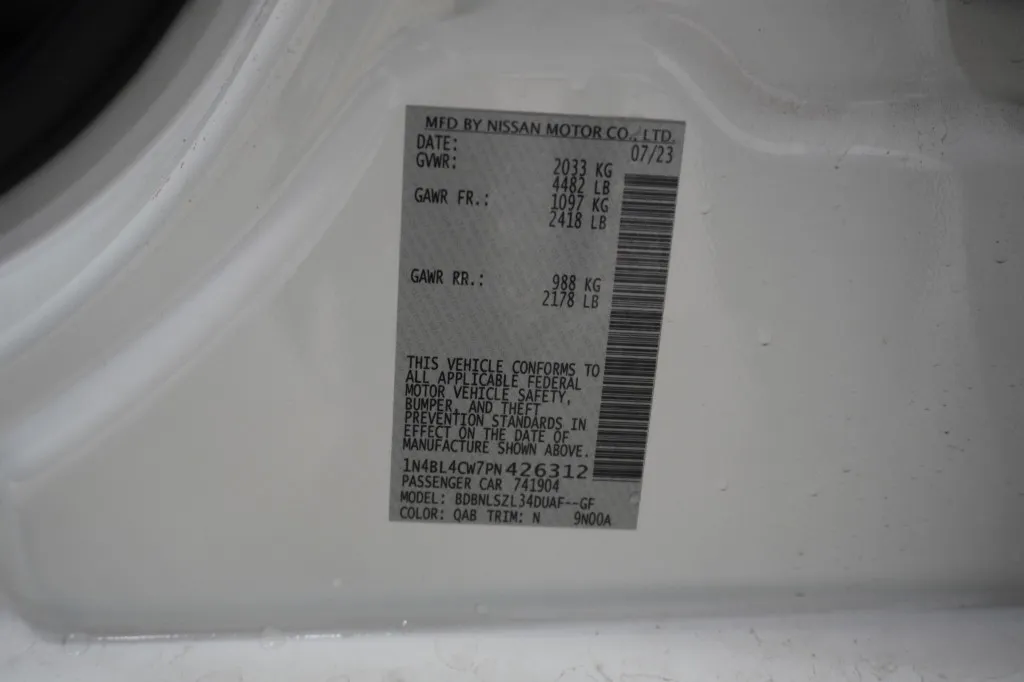 MFD BY NISSAN MOTOR CO., LTD.
DATE: 07/23
GVWR: 2033 KG
4482 LB
GAWR FR.: 1097 KG
2418 LB
GAWR RR.: 988 KG
2178 LB
THIS VEHICLE CONFORMS TO
ALL APPLICABLE FEDERAL
MOTOR VEHICLE SAFETY,
BUMPER, AND THEFT
PREVENTION STANDARDS IN
EFFECT ON THE DATE OF
MANUFACTURE SHOWN ABOVE.
1N4BL4CW7PN426312
PASSENGER CAR 741904
MODEL: BDBNLSZL34DUAF--GF
COLOR: QAB TRIM: N 9N00A